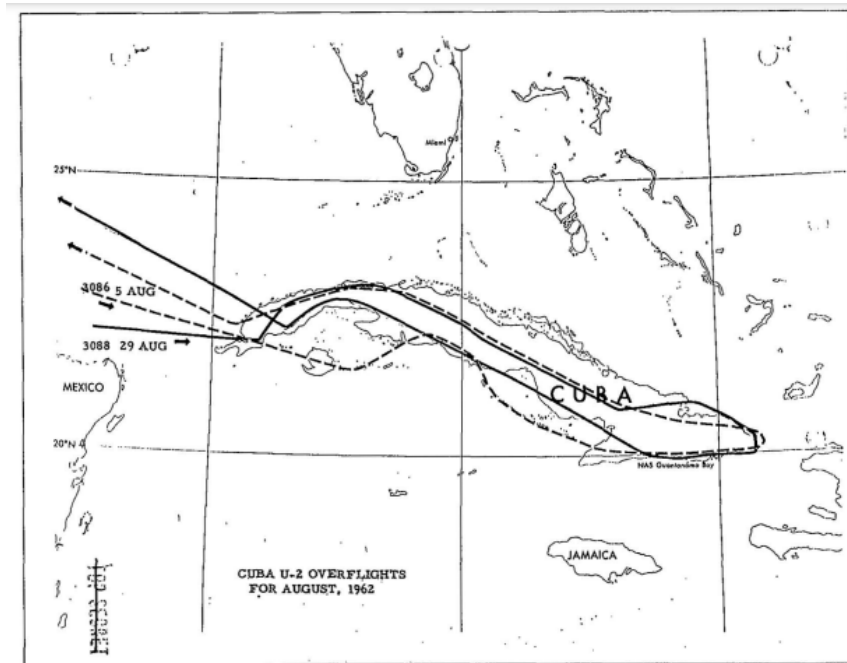 Miami
25°N
3086 5 AUG
3088 29 AUG
MEXICO
CUBA
20°N
NAS Guantanamo Bay
JAMAICA
CUBA U-2 OVERFLIGHTS
FOR AUGUST, 1962